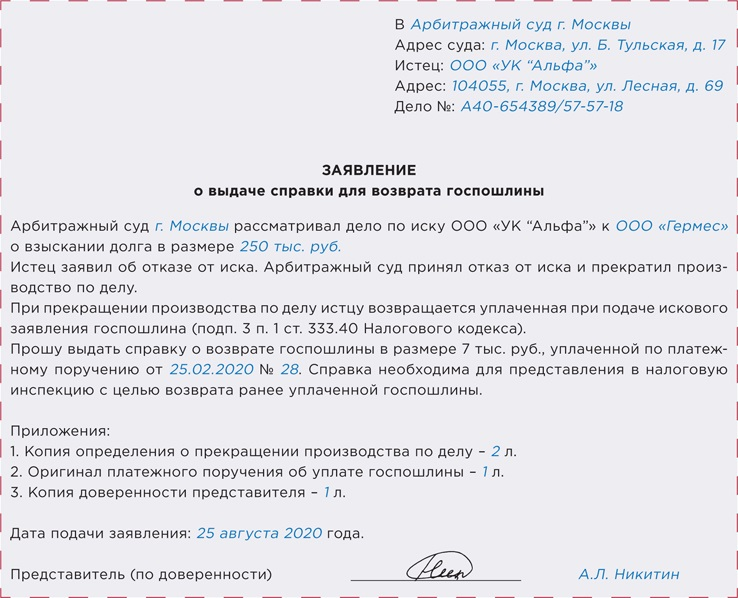 В Арбитражный суд г. Москвы
Адрес суда: г. Москва, ул. Б. Тульская, д. 17
Истец: ООО «УК “Альфа”»
Адрес: 104055, г. Москва, ул. Лесная, д. 69
Дело №: А40-654389/57-57-18
ЗАЯВЛЕНИЕ
о выдаче справки для возврата госпошлины
Арбитражный суд г. Москвы рассматривал дело по иску ООО «УК “Альфа”» к ООО «Гермес»
о взыскании долга в размере 250 тыс. руб.
Истец заявил об отказе от иска. Арбитражный суд принял отказ от иска и прекратил произ-
водство по делу.
При прекращении производства по делу истцу возвращается уплаченная при подаче искового
заявления госпошлина (подп. 3 п. 1 ст. 333.40 Налогового кодекса).
Прошу выдать справку о возврате госпошлины в размере 7 тыс. руб., уплаченной по платеж-
ному поручению от 25.02.2020 № 28. Справка необходима для представления в налоговую
инспекцию с целью возврата ранее уплаченной госпошлины.
Приложения:
1. Копия определения о прекращении производства по делу – 2 л.
2. Оригинал платежного поручения об уплате госпошлины – 1 л.
3. Копия доверенности представителя – 1 л.
Дата подачи заявления: 25 августа 2020 года.
Представитель (по доверенности) А.Л. Никитин